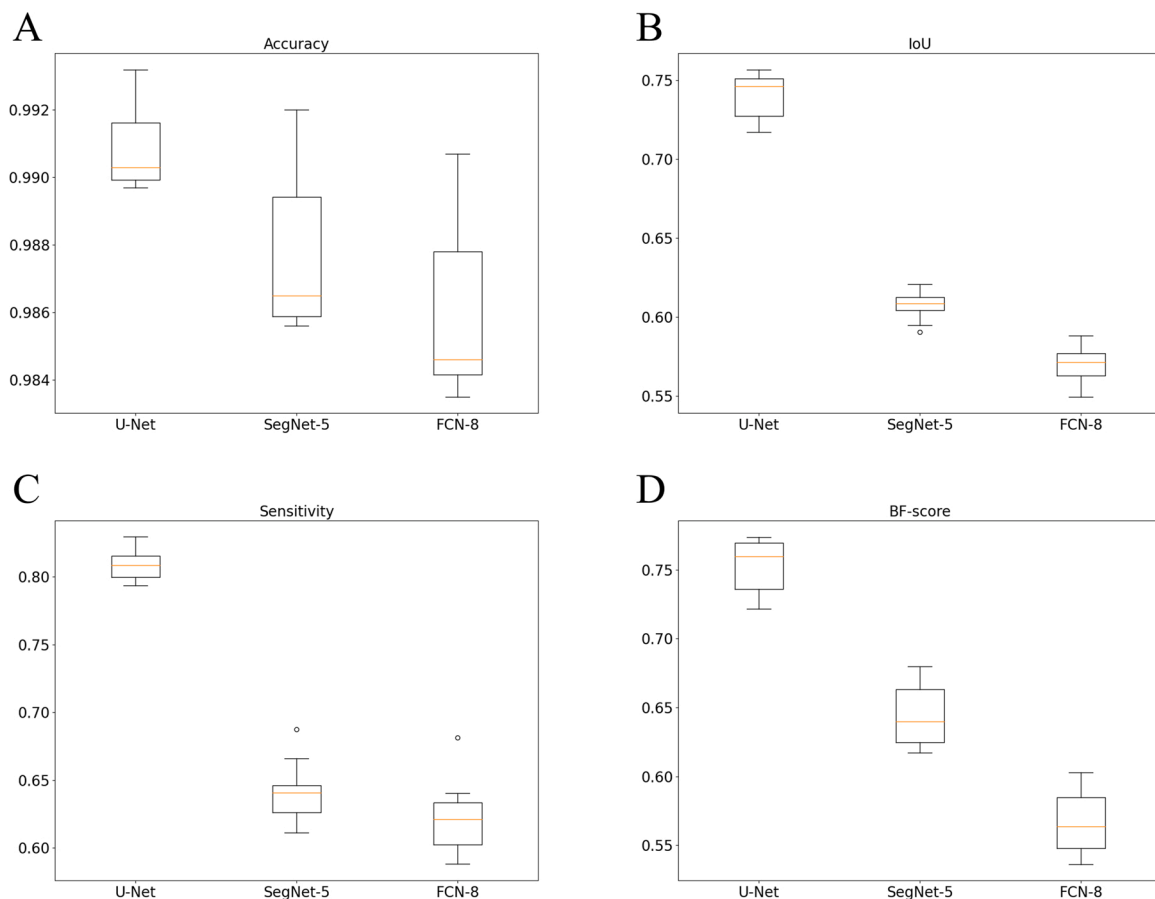 A
Accuracy
0.992
0.990
0.988
0.986
0.984
U-Net SegNet-5 FCN-8
B
IoU
0.75
0.70
0.65
0.60
0.55
U-Net SegNet-5 FCN-8
C
Sensitivity
0.80
0.75
0.70
0.65
0.60
U-Net SegNet-5 FCN-8
D
BF-score
0.75
0.70
0.65
0.60
0.55
U-Net SegNet-5 FCN-8